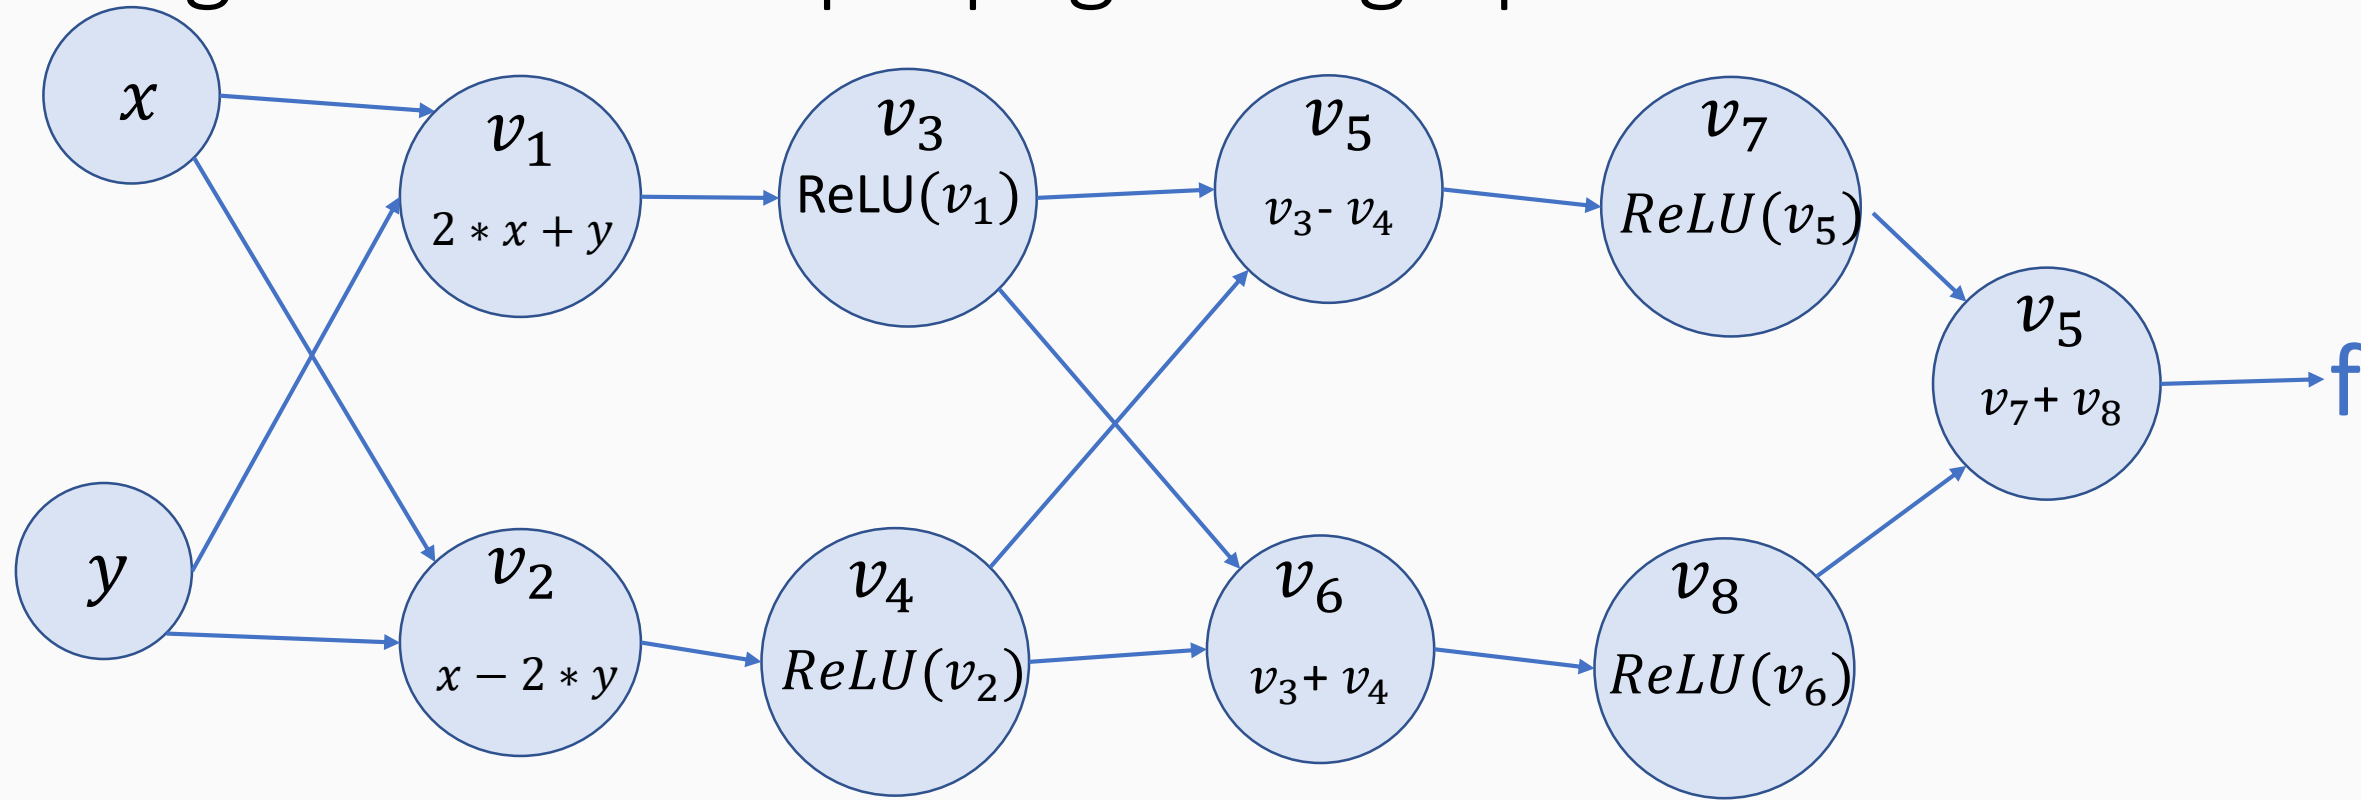 x
v₁
2 * x + y
v₃
ReLU(v₁)
v₅
v₃- v₄
v₇
ReLU(v₅)
v₅
v₇+ v₈
f
y
v₂
x − 2 * y
v₄
ReLU(v₂)
v₆
v₃+ v₄
v₈
ReLU(v₆)